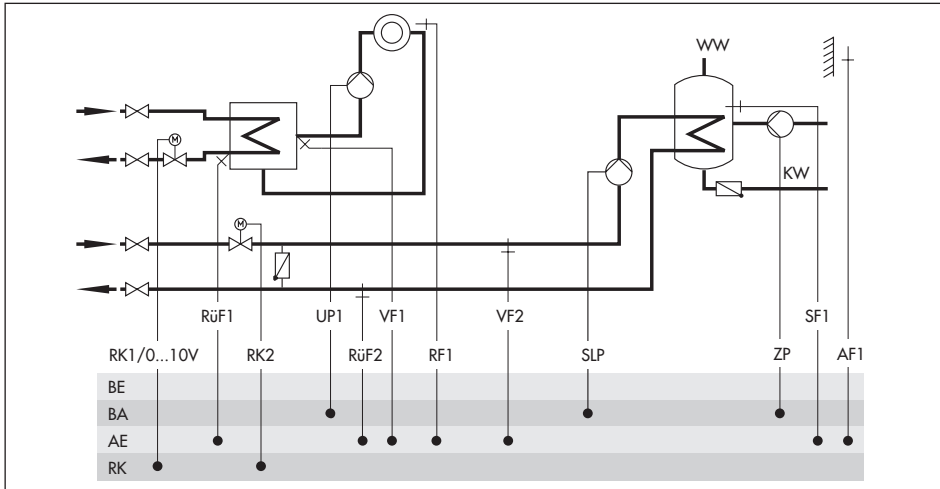 WW
M
KW
M
RüF1 UP1 VF1 VF2 SF1
RK1/0...10V RK2 RüF2 RF1 SLP ZP AF1
BE
BA
AE
RK